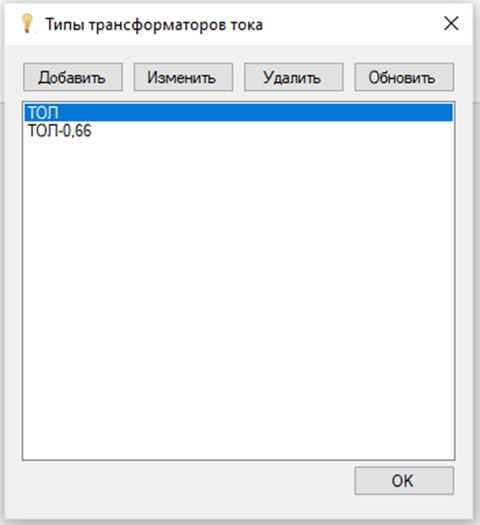 Типы трансформаторов тока
Добавить Изменить Удалить Обновить
ТОЛ
ТОЛ-0,66
OK